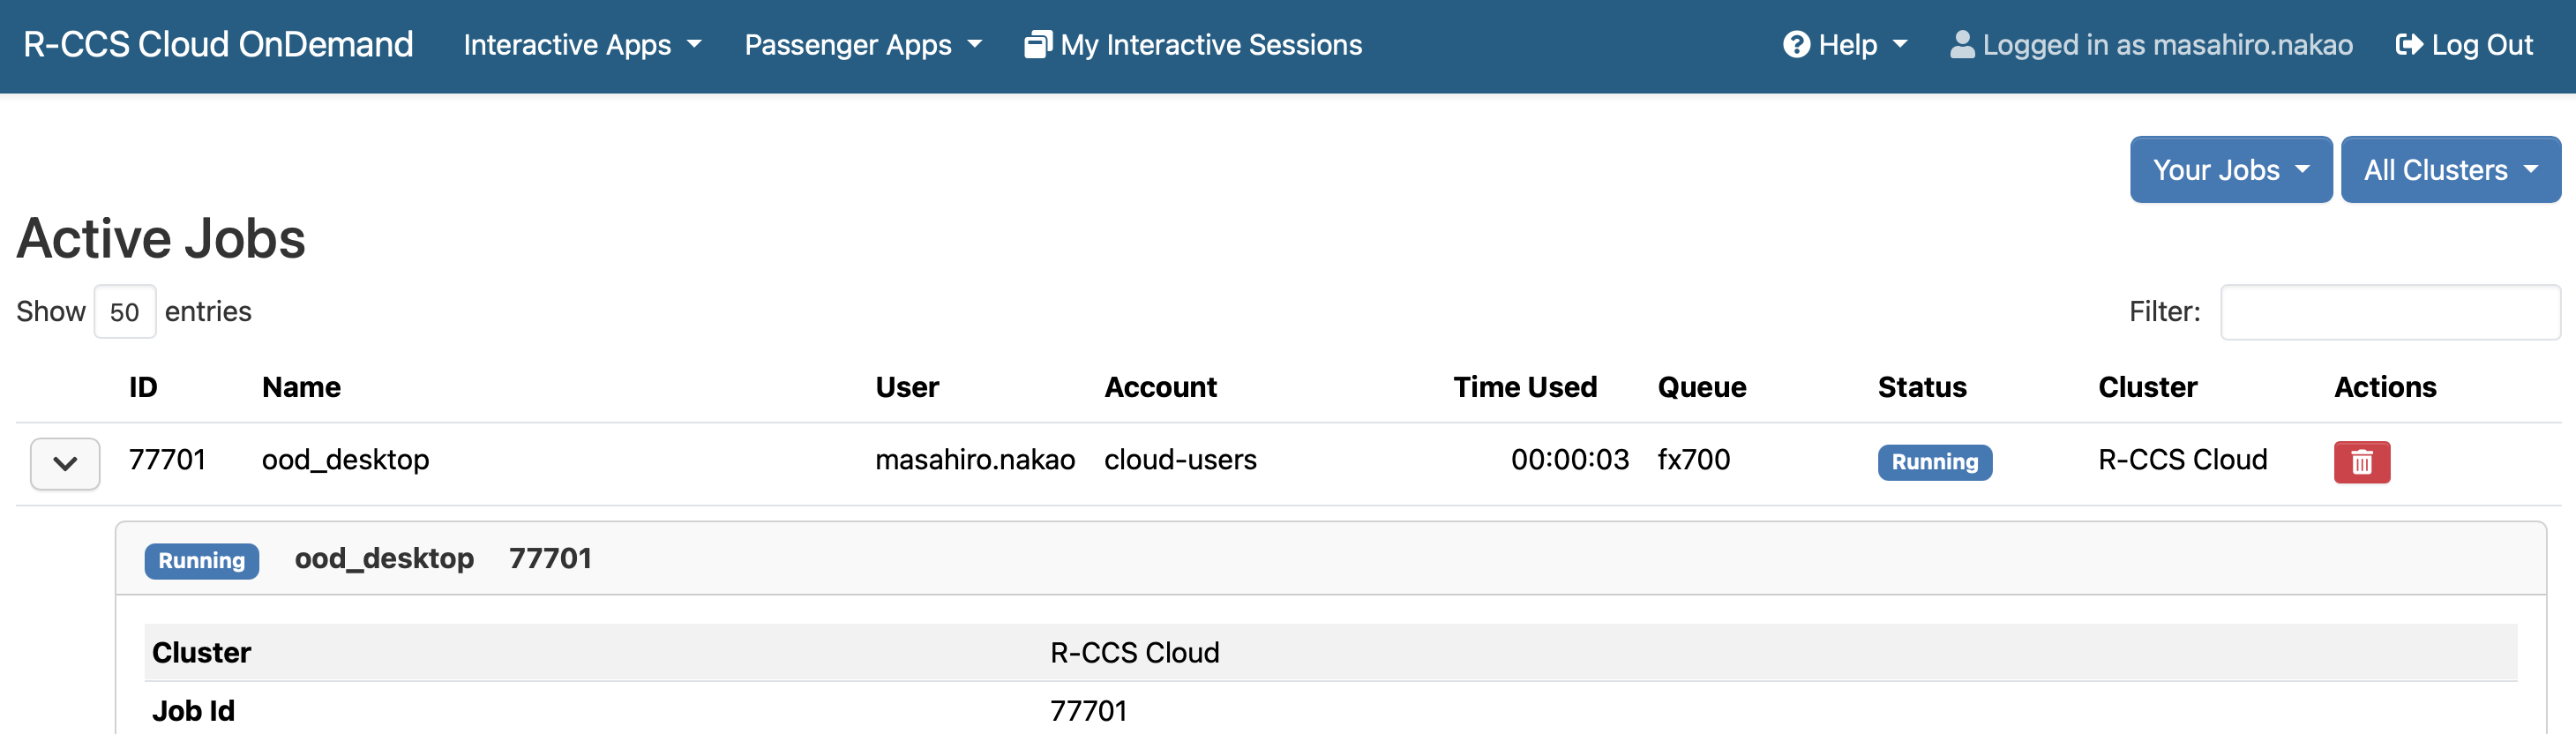 R-CCS Cloud OnDemand Interactive Apps Passenger Apps My Interactive Sessions Help Logged in as masahiro.nakao Log Out
Your Jobs All Clusters
Active Jobs
Show 50 entries Filter:
ID Name User Account Time Used Queue Status Cluster Actions
77701 ood_desktop masahiro.nakao cloud-users 00:00:03 fx700 Running R-CCS Cloud
Running ood_desktop 77701
Cluster R-CCS Cloud
Job Id 77701